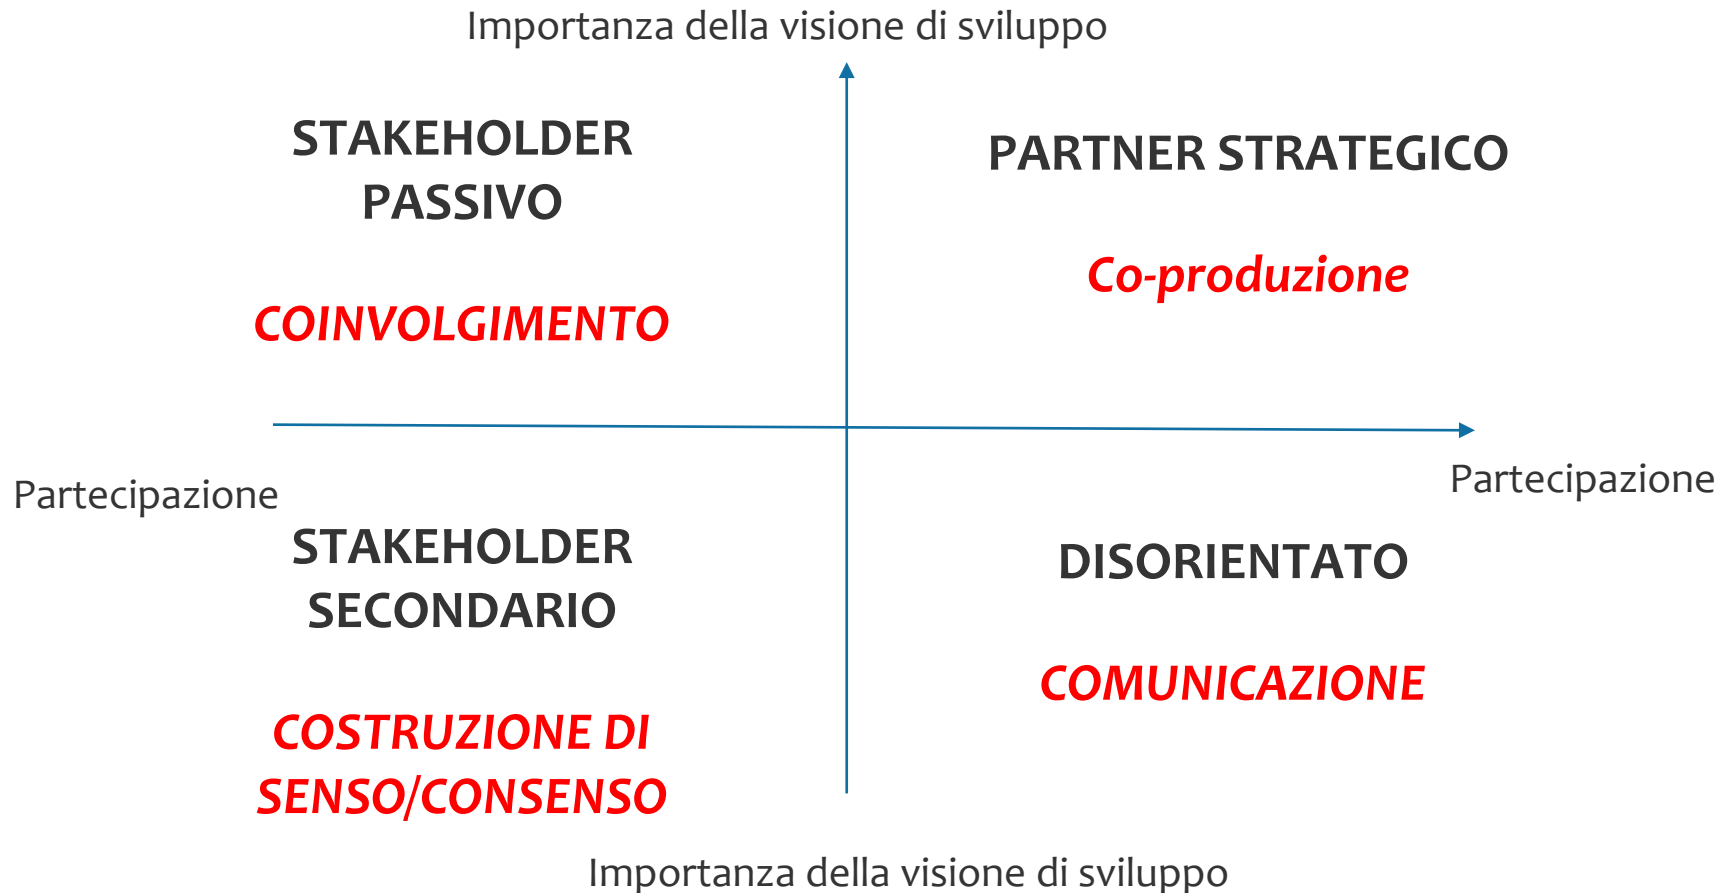 Importanza della visione di sviluppo
STAKEHOLDER
PASSIVO
COINVOLGIMENTO
PARTNER STRATEGICO
Co-produzione
Partecipazione
Partecipazione
STAKEHOLDER
SECONDARIO
COSTRUZIONE DI
SENSO/CONSENSO
DISORIENTATO
COMUNICAZIONE
Importanza della visione di sviluppo